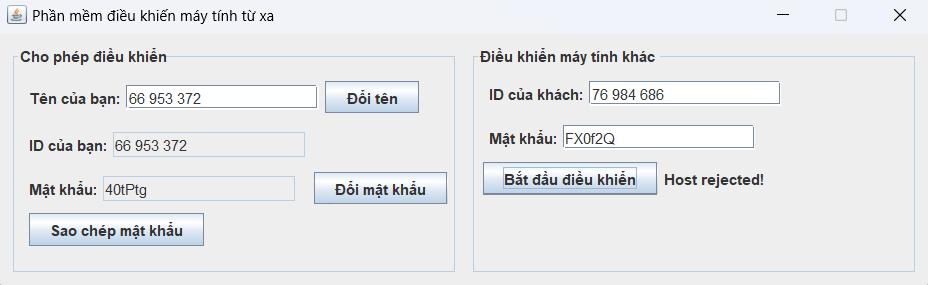 Phần mềm điều khiển máy tính từ xa
Cho phép điều khiển
Tên của bạn: 66 953 372 Đổi tên
ID của bạn: 66 953 372
Mật khẩu: 40tPtg Đổi mật khẩu
Sao chép mật khẩu
Điều khiển máy tính khác
ID của khách: 76 984 686
Mật khẩu: FX0f2Q
Bắt đầu điều khiển Host rejected!